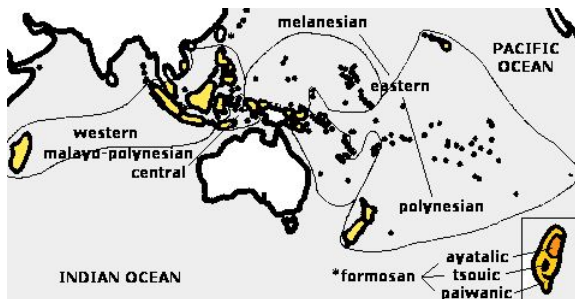 melanesian
PACIFIC
OCEAN
eastern
western
malayo-polynesian
central
polynesian
INDIAN OCEAN
*formosan
ayatalic
tsouic
paiwanic
*